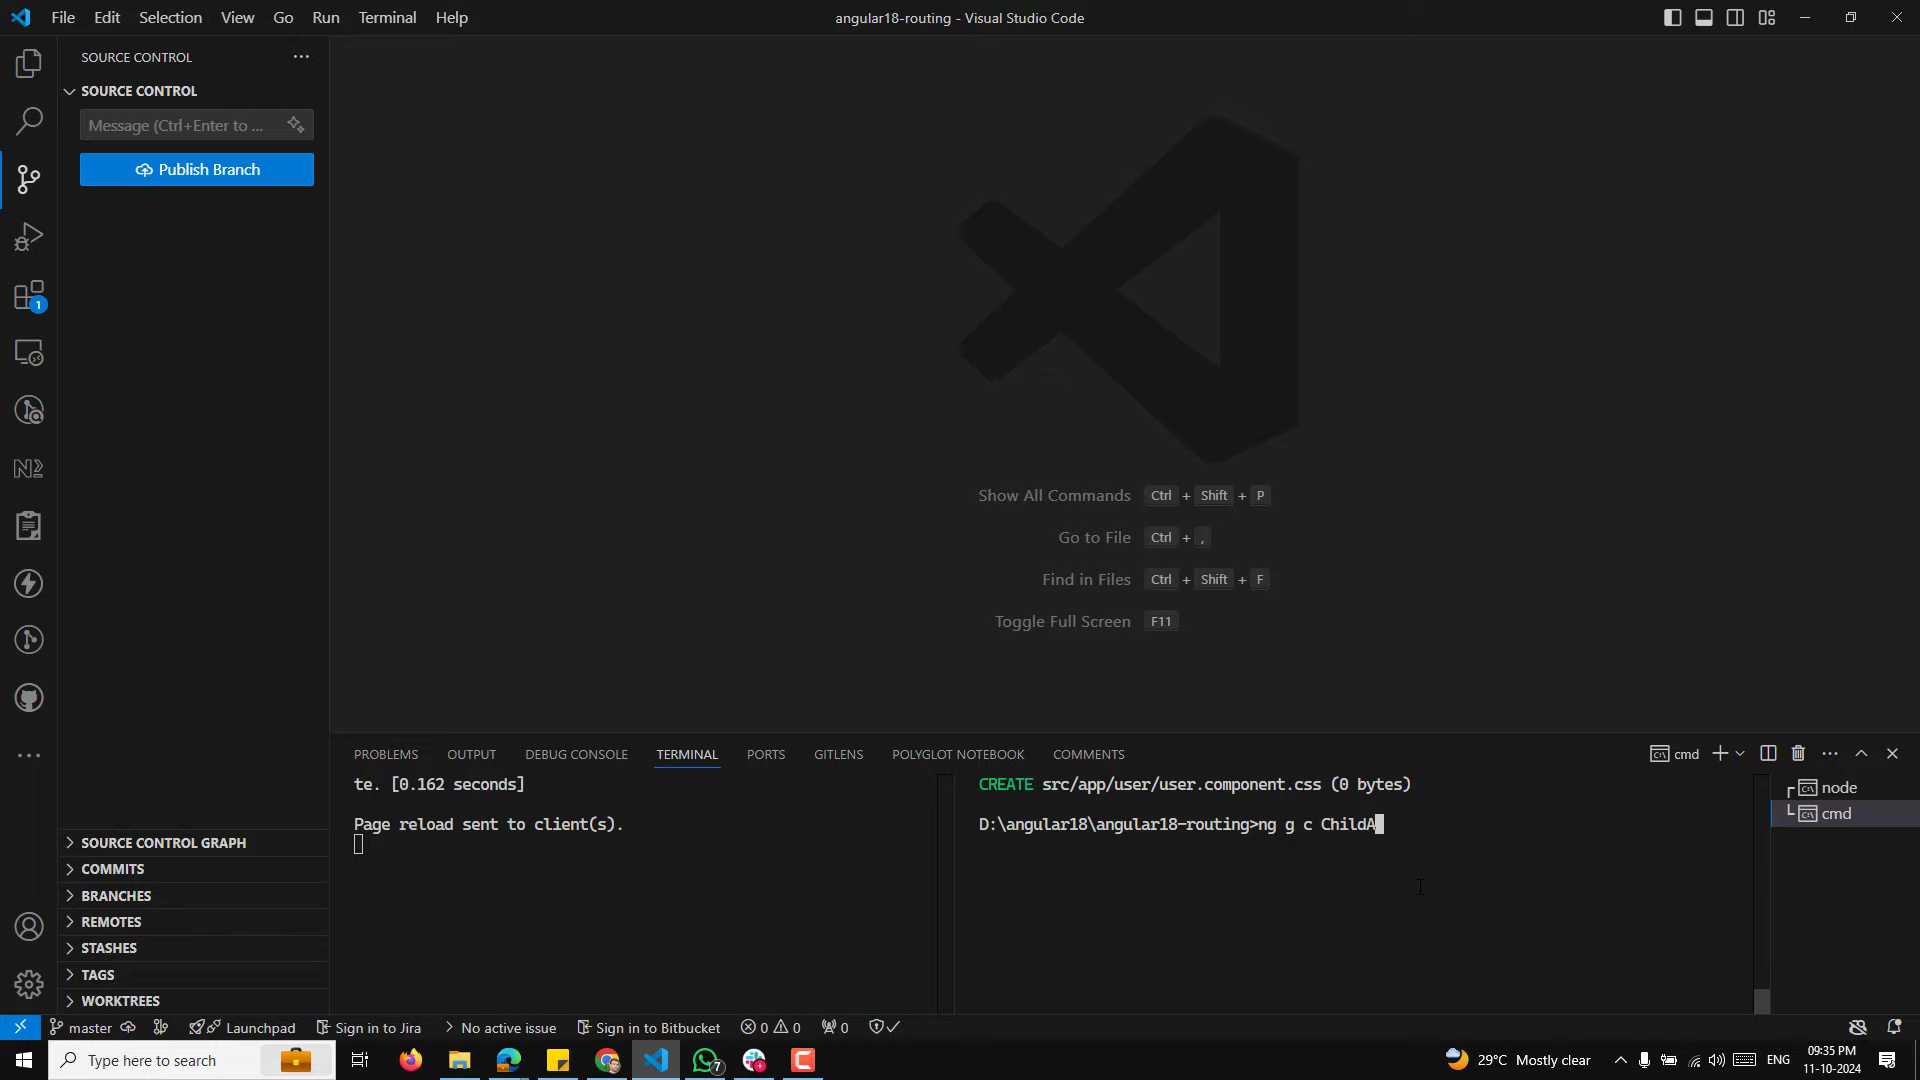 File Edit Selection View Go Run Terminal Help
angular18-routing - Visual Studio Code
SOURCE CONTROL
SOURCE CONTROL
Message (Ctrl+Enter to ...
Publish Branch
1
Show All Commands Ctrl + Shift + P
Go to File Ctrl + ,
Find in Files Ctrl + Shift + F
Toggle Full Screen F11
PROBLEMS OUTPUT DEBUG CONSOLE TERMINAL PORTS GITLENS POLYGLOT NOTEBOOK COMMENTS
cmd
te. [0.162 seconds]
Page reload sent to client(s).
CREATE src/app/user/user.component.css (0 bytes)
D:\angular18\angular18-routing>ng g c ChildA
node
cmd
SOURCE CONTROL GRAPH
COMMITS
BRANCHES
REMOTES
STASHES
TAGS
WORKTREES
master Launchpad Sign in to Jira No active issue Sign in to Bitbucket 0 0 0
Type here to search
7
29°C Mostly clear
ENG
09:35 PM
11-10-2024